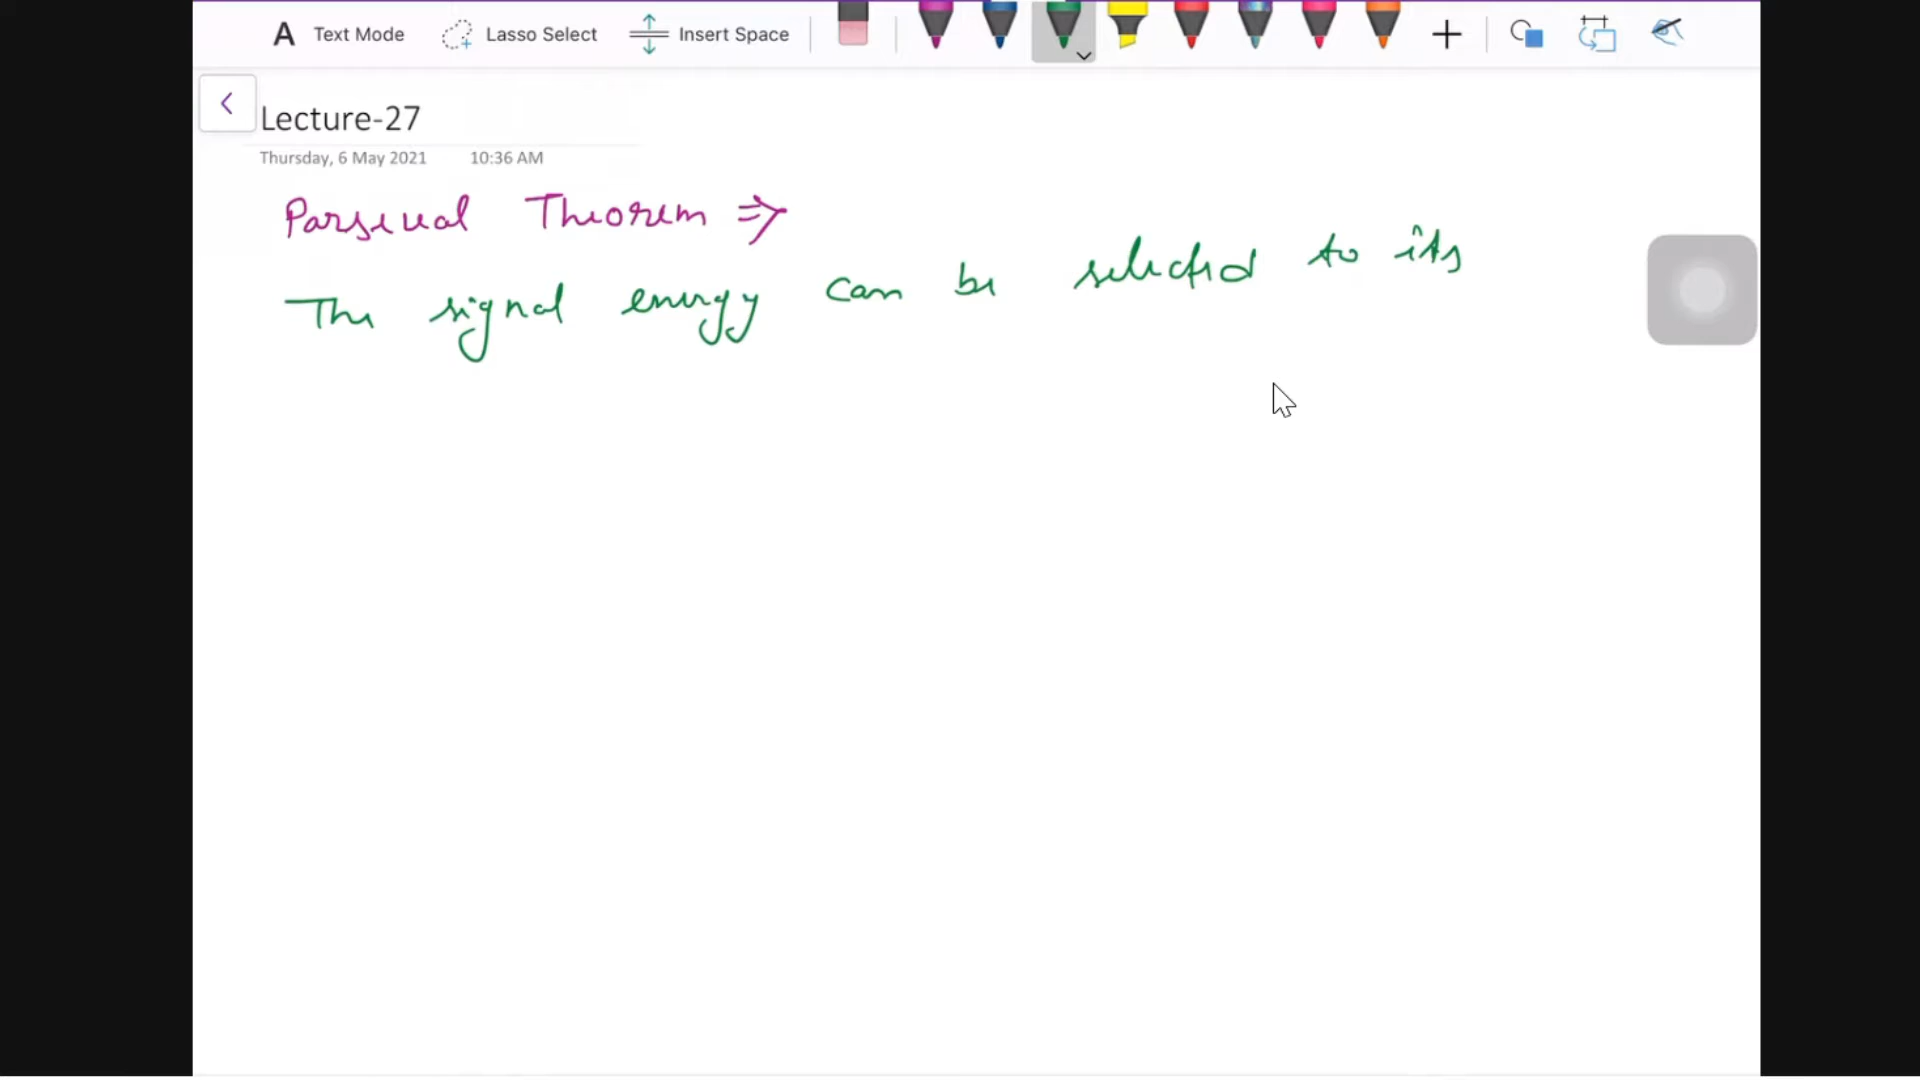 A Text Mode Lasso Select Insert Space
Lecture-27
Thursday, 6 May 2021 10:36 AM
Parseval Theorem ⇒
The signal energy can be related to its